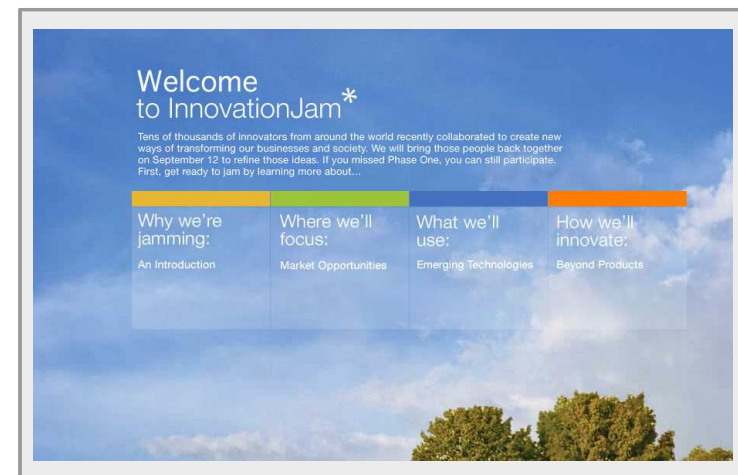 Welcome
to InnovationJam*
Tens of thousands of innovators from around the world recently collaborated to create new
ways of transforming our businesses and society. We will bring those people back together
on September 12 to refine those ideas. If you missed Phase One, you can still participate.
First, get ready to jam by learning more about…
Why we're
jamming:
An Introduction
Where we'll
focus:
Market Opportunities
What we'll
use:
Emerging Technologies
How we'll
innovate:
Beyond Products